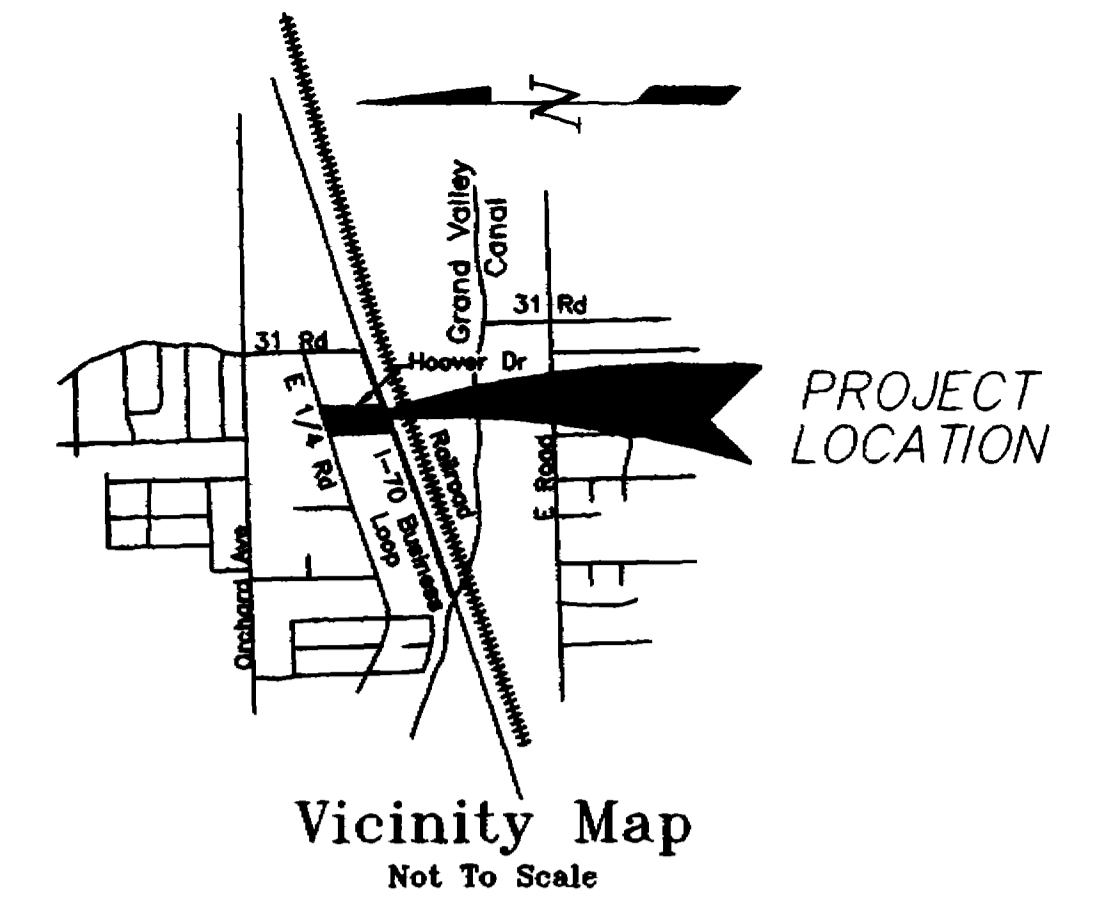 N
Grand Valley
Canal
31 Rd
31 Rd
Hoover Dr
E 1/4 Rd
PROJECT
LOCATION
Railroad
I-70 Business
Loop
E Road
Orchard Ave
Vicinity Map
Not To Scale